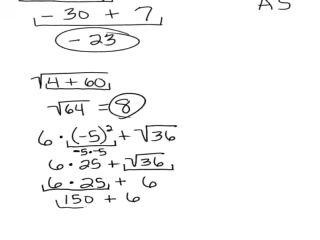 - 30 + 7
AS
- 23
√4 + 60
√64 = 8
6 · (-5)² + √36
-5·-5
6 · 25 + √36
6 · 25 + 6
150 + 6